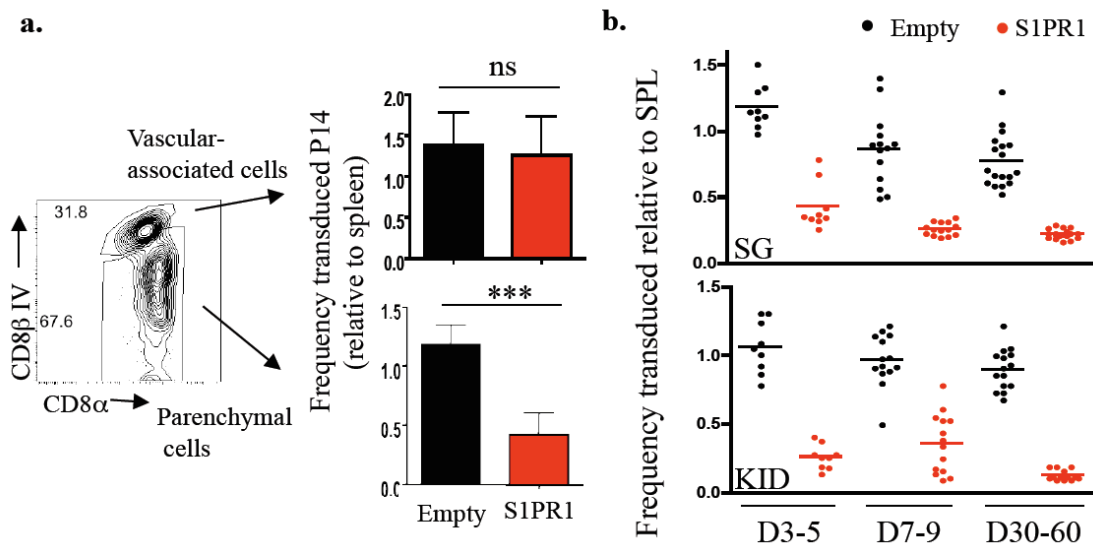 a.
Vascular-
associated cells
31.8
67.6
CD8β IV
CD8α
Parenchymal
cells
Frequency transduced P14
(relative to spleen)
ns
2.0
1.5
1.0
0.5
0.0
***
1.5
1.0
0.5
0.0
Empty
S1PR1
b.
Empty
S1PR1
Frequency transduced relative to SPL
1.5
1.0
0.5
0.0
SG
1.5
1.0
0.5
0.0
KID
D3-5
D7-9
D30-60